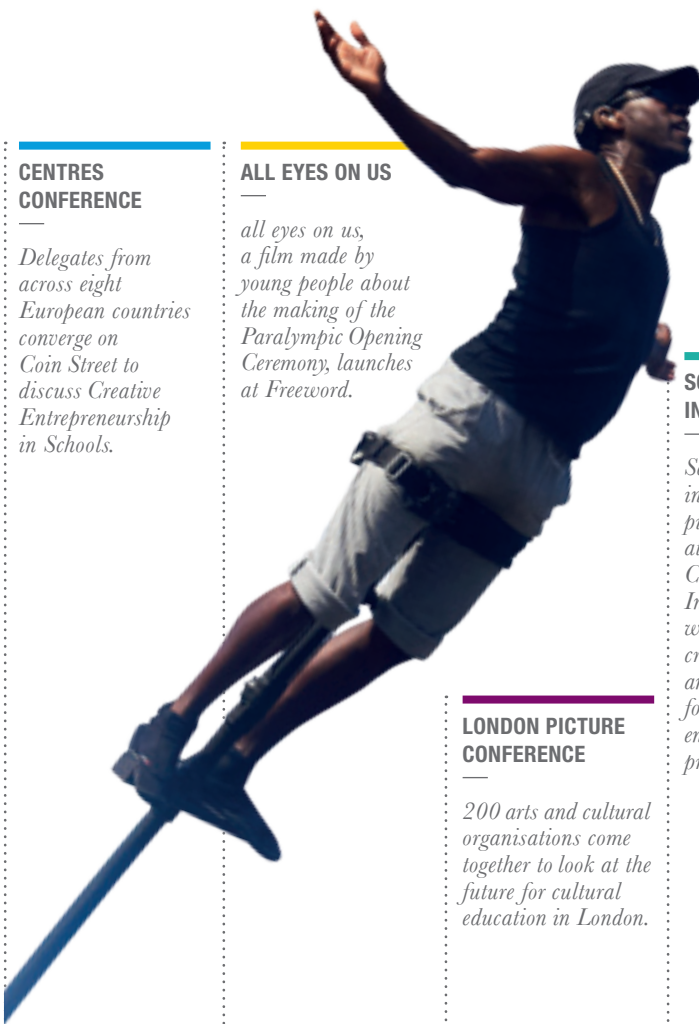 CENTRES
CONFERENCE
Delegates from
across eight
European countries
converge on
Coin Street to
discuss Creative
Entrepreneurship
in Schools.
ALL EYES ON US
all eyes on us,
a film made by
young people about
the making of the
Paralympic Opening
Ceremony, launches
at Freeword.
LONDON PICTURE
CONFERENCE
200 arts and cultural
organisations come
together to look at the
future for cultural
education in London.